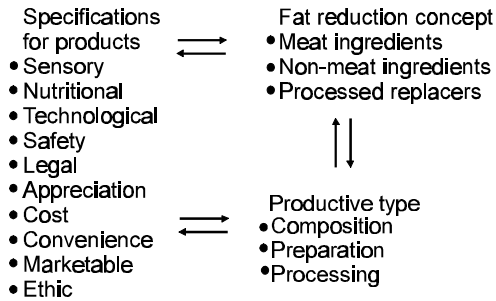 Specifications
for products
• Sensory
• Nutritional
• Technological
• Safety
• Legal
• Appreciation
• Cost
• Convenience
• Marketable
• Ethic
Fat reduction concept
• Meat ingredients
• Non-meat ingredients
• Processed replacers
Productive type
• Composition
• Preparation
• Processing